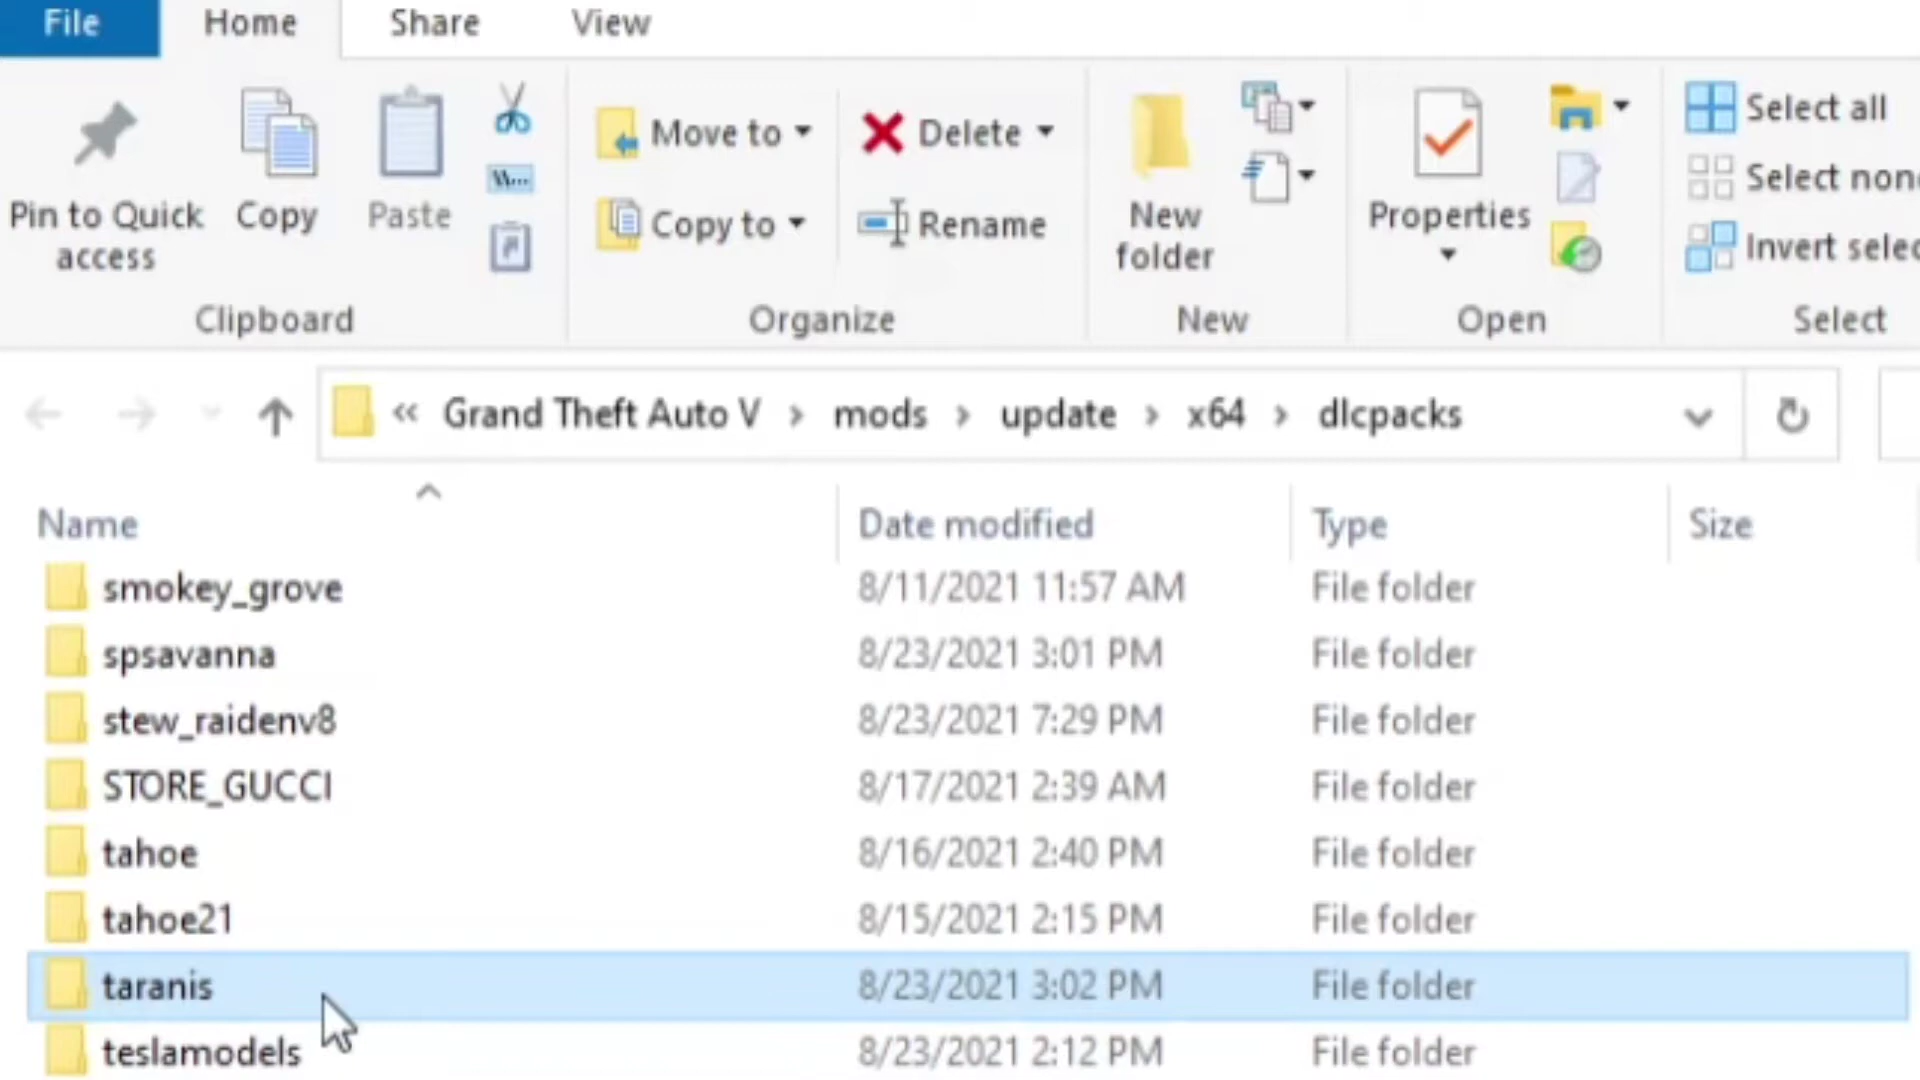 File Home Share View
Pin to Quick access
Copy
Paste
Clipboard
Move to
Copy to
Delete
Rename
Organize
New folder
New
Properties
Open
Select all
Select non
Invert selec
Select
« Grand Theft Auto V > mods > update > x64 > dlcpacks
Name Date modified Type Size
smokey_grove 8/11/2021 11:57 AM File folder
spsavanna 8/23/2021 3:01 PM File folder
stew_raidenv8 8/23/2021 7:29 PM File folder
STORE_GUCCI 8/17/2021 2:39 AM File folder
tahoe 8/16/2021 2:40 PM File folder
tahoe21 8/15/2021 2:15 PM File folder
taranis 8/23/2021 3:02 PM File folder
teslamodels 8/23/2021 2:12 PM File folder